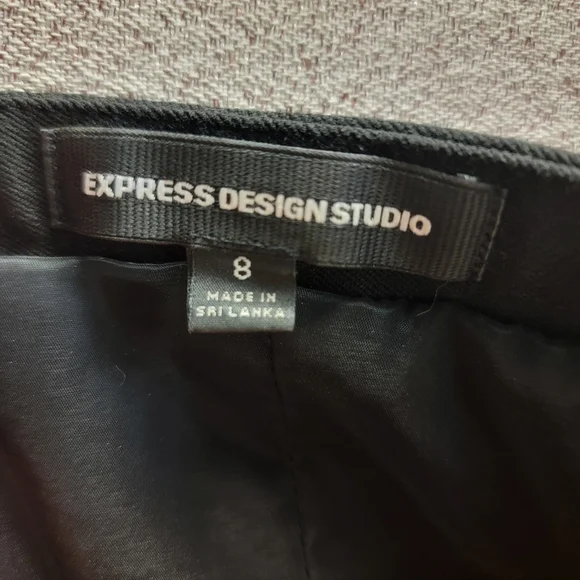 EXPRESS DESIGN STUDIO
8
MADE IN
SRI LANKA